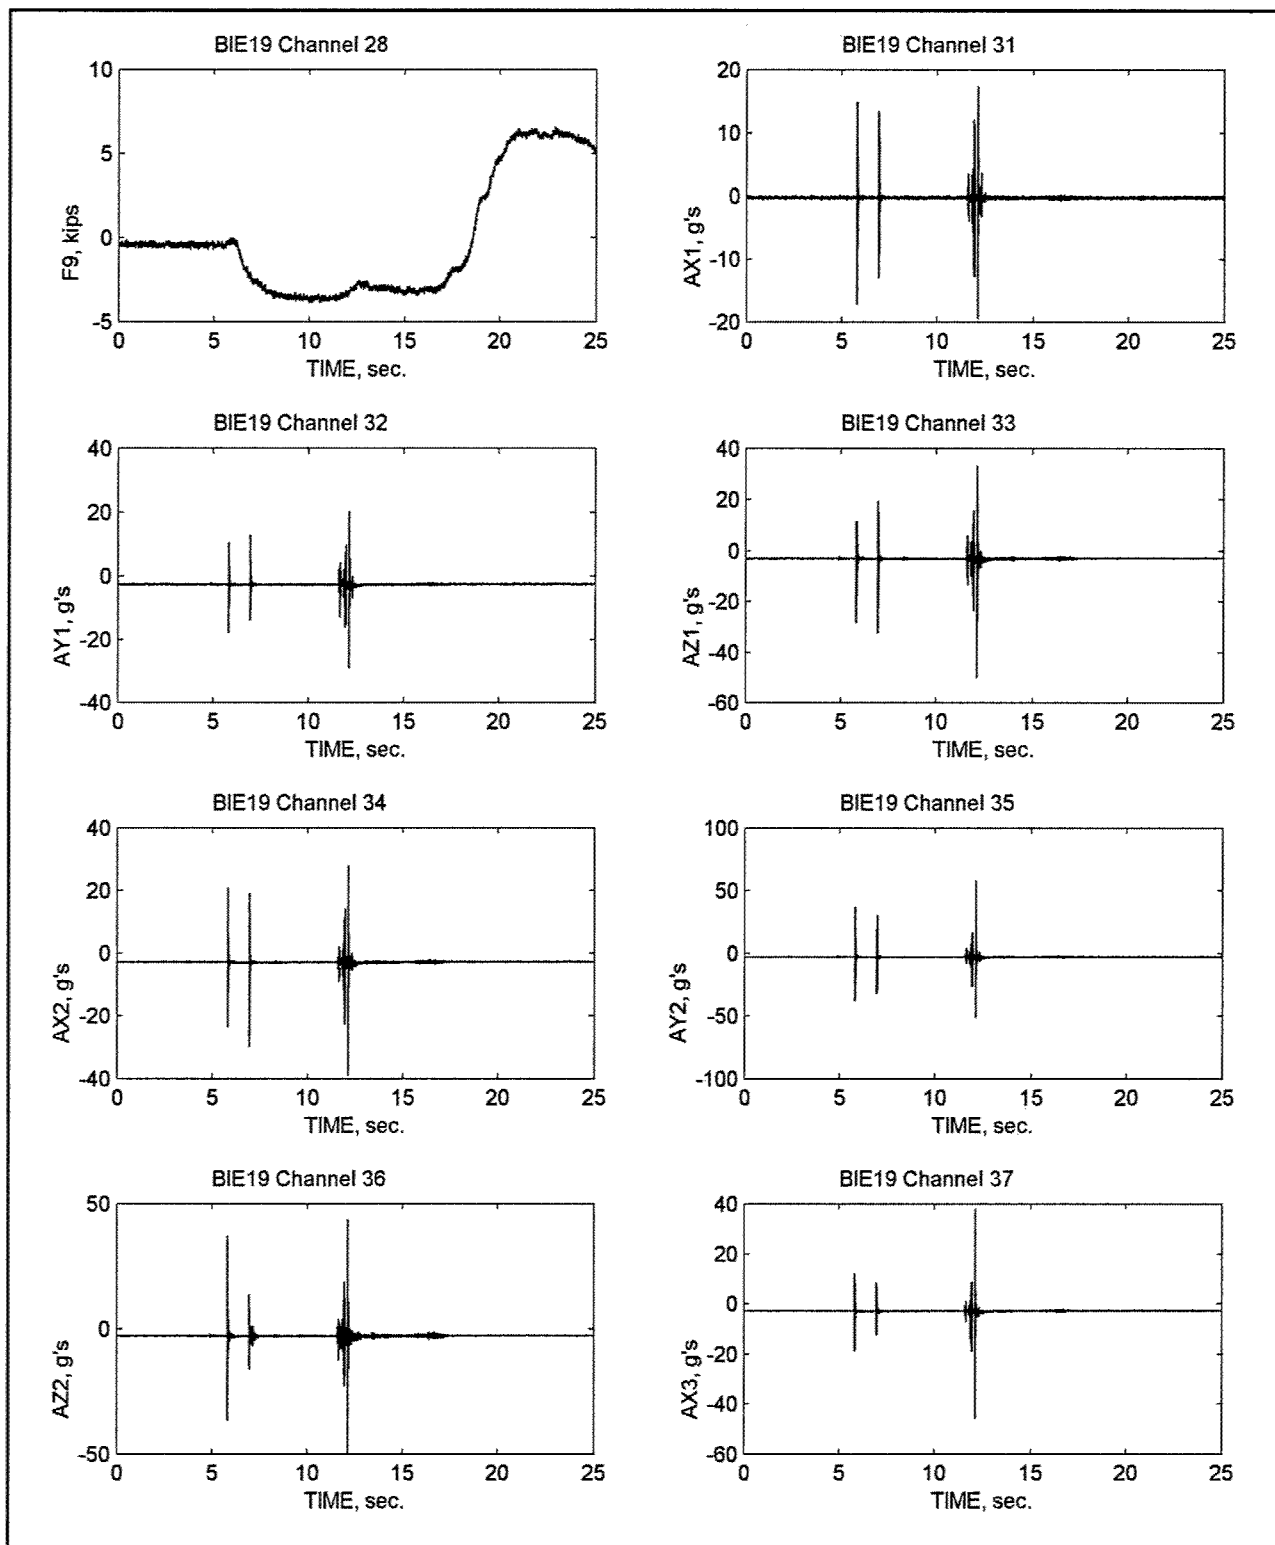 BIE19 Channel 28
10
5
0
-5
F9, kips
0 5 10 15 20 25
TIME, sec.
BIE19 Channel 31
20
10
0
-10
-20
AX1, g's
0 5 10 15 20 25
TIME, sec.
BIE19 Channel 32
40
20
0
-20
-40
AY1, g's
0 5 10 15 20 25
TIME, sec.
BIE19 Channel 33
40
20
0
-20
-40
-60
AZ1, g's
0 5 10 15 20 25
TIME, sec.
BIE19 Channel 34
40
20
0
-20
-40
AX2, g's
0 5 10 15 20 25
TIME, sec.
BIE19 Channel 35
100
50
0
-50
-100
AY2, g's
0 5 10 15 20 25
TIME, sec.
BIE19 Channel 36
50
0
-50
AZ2, g's
0 5 10 15 20 25
TIME, sec.
BIE19 Channel 37
40
20
0
-20
-40
-60
AX3, g's
0 5 10 15 20 25
TIME, sec.